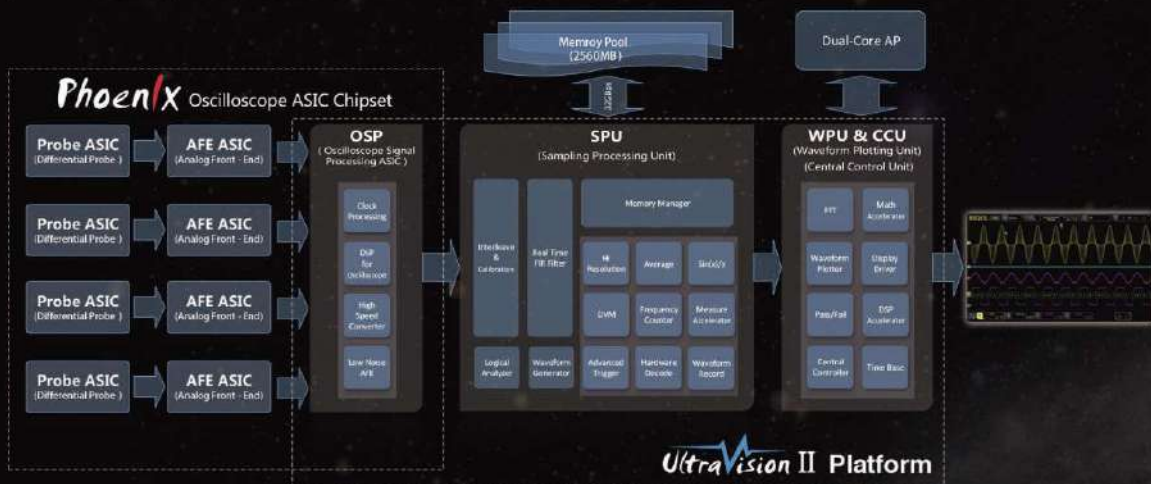 Memroy Pool
(2560MB)
Dual-Core AP
Phoenix Oscilloscope ASIC Chipset
32GB/s
Probe ASIC
(Differential Probe )
AFE ASIC
(Analog Front - End)
Probe ASIC
(Differential Probe )
AFE ASIC
(Analog Front - End)
Probe ASIC
(Differential Probe )
AFE ASIC
(Analog Front - End)
Probe ASIC
(Differential Probe )
AFE ASIC
(Analog Front - End)
OSP
( Oscilloscope Signal
Processing ASIC )
Clock
Processing
DSP
for
Oscilloscope
High
Speed
Converter
Low Noise
AFE
SPU
(Sampling Processing Unit)
Interleave
&
Calibration
Real Time
FIR Filter
Memory Manager
Hi
Resolution
Average
Sin(x)/x
DVM
Frequency
Counter
Measure
Accelerator
Logical
Analyzer
Waveform
Generator
Advanced
Trigger
Hardware
Decode
Waveform
Record
WPU & CCU
(Waveform Plotting Unit)
(Central Control Unit)
FFT
Math
Accelerator
Waveform
Plotter
Display
Driver
Pass/Fail
DSP
Accelerator
Central
Controller
Time Base
UltraVision II Platform